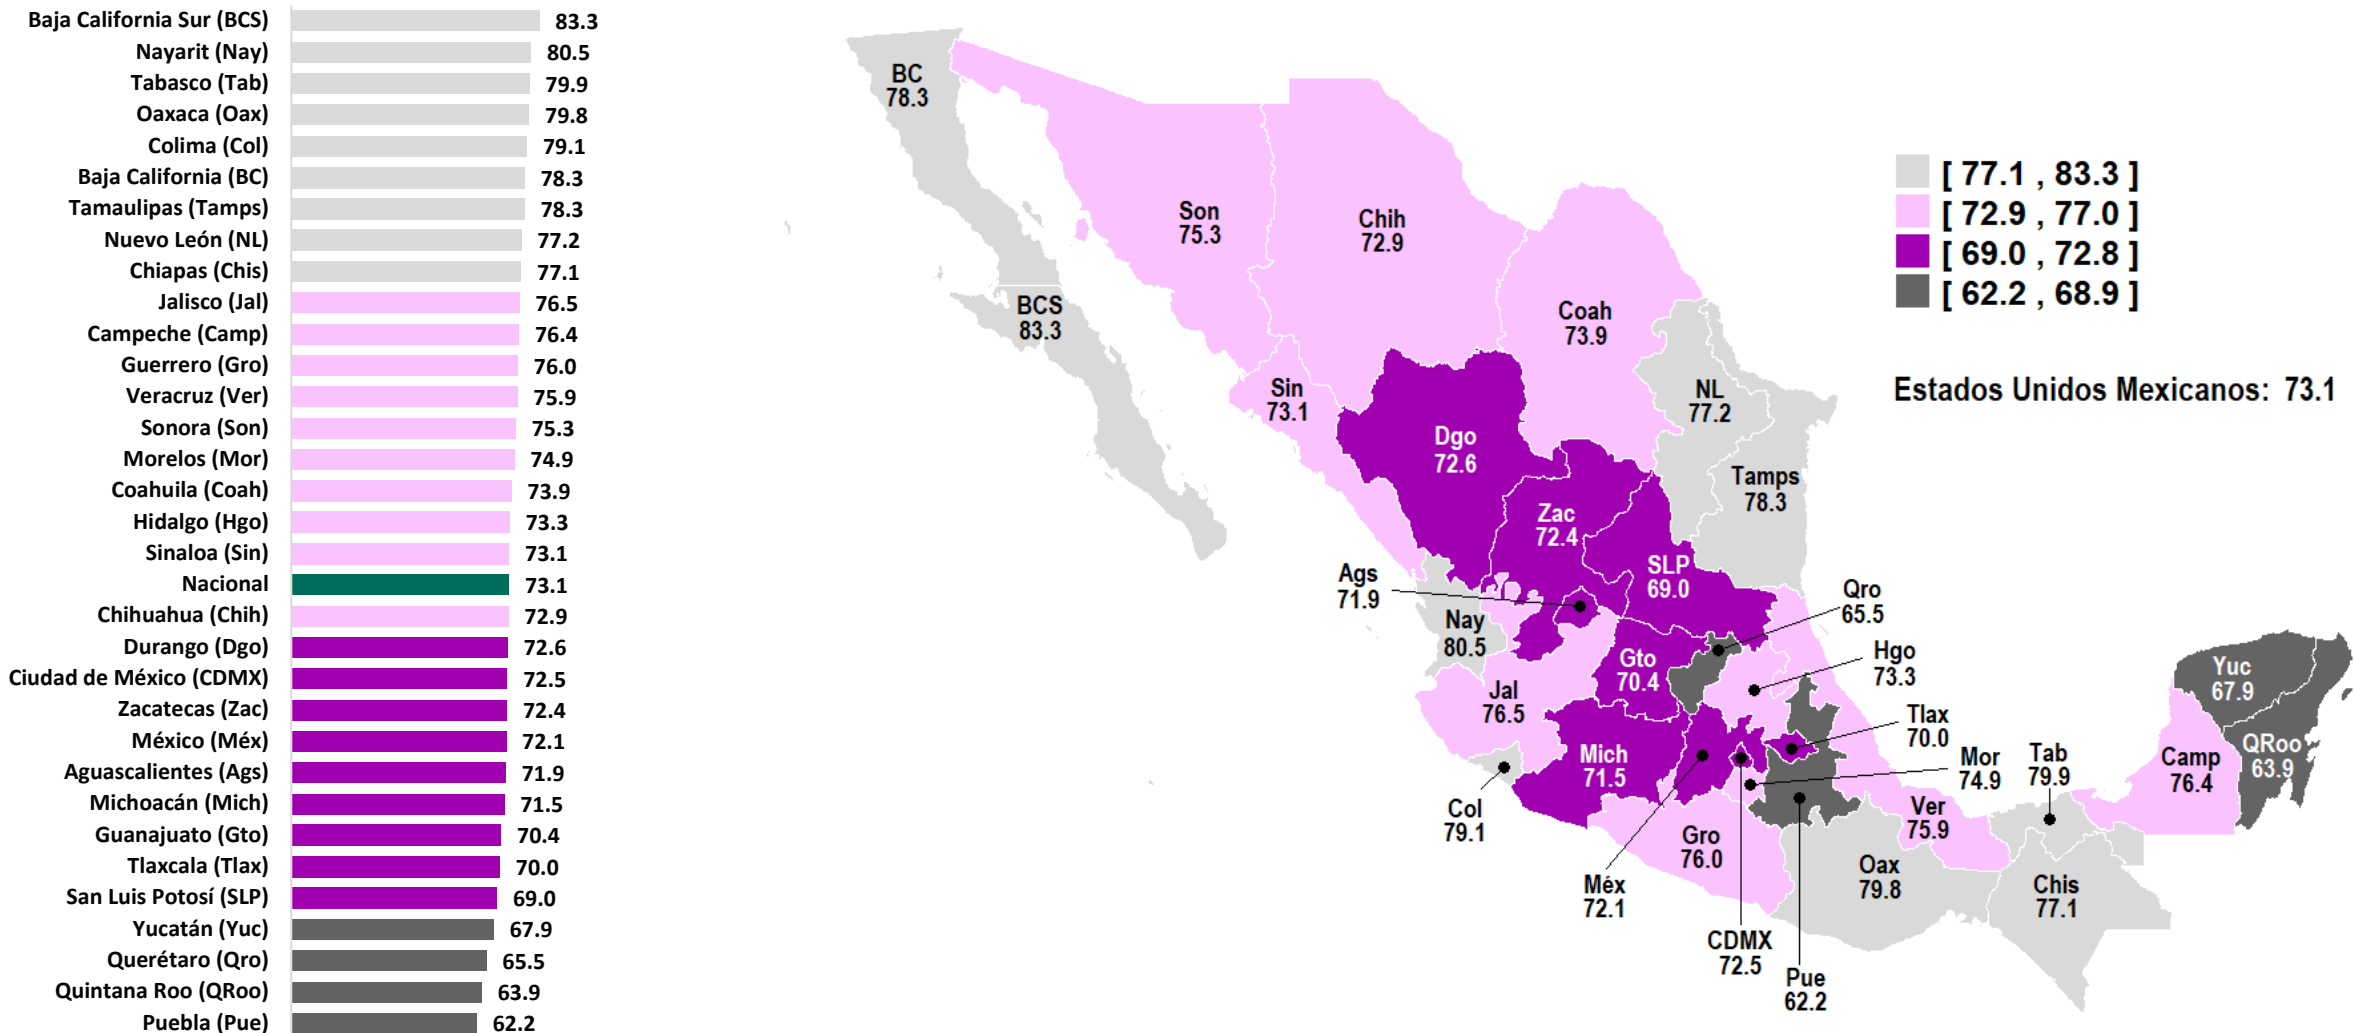 Baja California Sur (BCS) 83.3
Nayarit (Nay) 80.5
Tabasco (Tab) 79.9
Oaxaca (Oax) 79.8
Colima (Col) 79.1
Baja California (BC) 78.3
Tamaulipas (Tamps) 78.3
Nuevo León (NL) 77.2
Chiapas (Chis) 77.1
Jalisco (Jal) 76.5
Campeche (Camp) 76.4
Guerrero (Gro) 76.0
Veracruz (Ver) 75.9
Sonora (Son) 75.3
Morelos (Mor) 74.9
Coahuila (Coah) 73.9
Hidalgo (Hgo) 73.3
Sinaloa (Sin) 73.1
Nacional 73.1
Chihuahua (Chih) 72.9
Durango (Dgo) 72.6
Ciudad de México (CDMX) 72.5
Zacatecas (Zac) 72.4
México (Méx) 72.1
Aguascalientes (Ags) 71.9
Michoacán (Mich) 71.5
Guanajuato (Gto) 70.4
Tlaxcala (Tlax) 70.0
San Luis Potosí (SLP) 69.0
Yucatán (Yuc) 67.9
Querétaro (Qro) 65.5
Quintana Roo (QRoo) 63.9
Puebla (Pue) 62.2
BC
78.3
BCS
83.3
Son
75.3
Chih
72.9
Coah
73.9
Sin
73.1
Dgo
72.6
NL
77.2
Tamps
78.3
Zac
72.4
SLP
69.0
Ags
71.9
Nay
80.5
Jal
76.5
Gto
70.4
Qro
65.5
Hgo
73.3
Tlax
70.0
Mor
74.9
Tab
79.9
Mich
71.5
Col
79.1
Gro
76.0
Méx
72.1
CDMX
72.5
Pue
62.2
Ver
75.9
Oax
79.8
Chis
77.1
Camp
76.4
Yuc
67.9
QRoo
63.9
[ 77.1 , 83.3 ]
[ 72.9 , 77.0 ]
[ 69.0 , 72.8 ]
[ 62.2 , 68.9 ]
Estados Unidos Mexicanos: 73.1